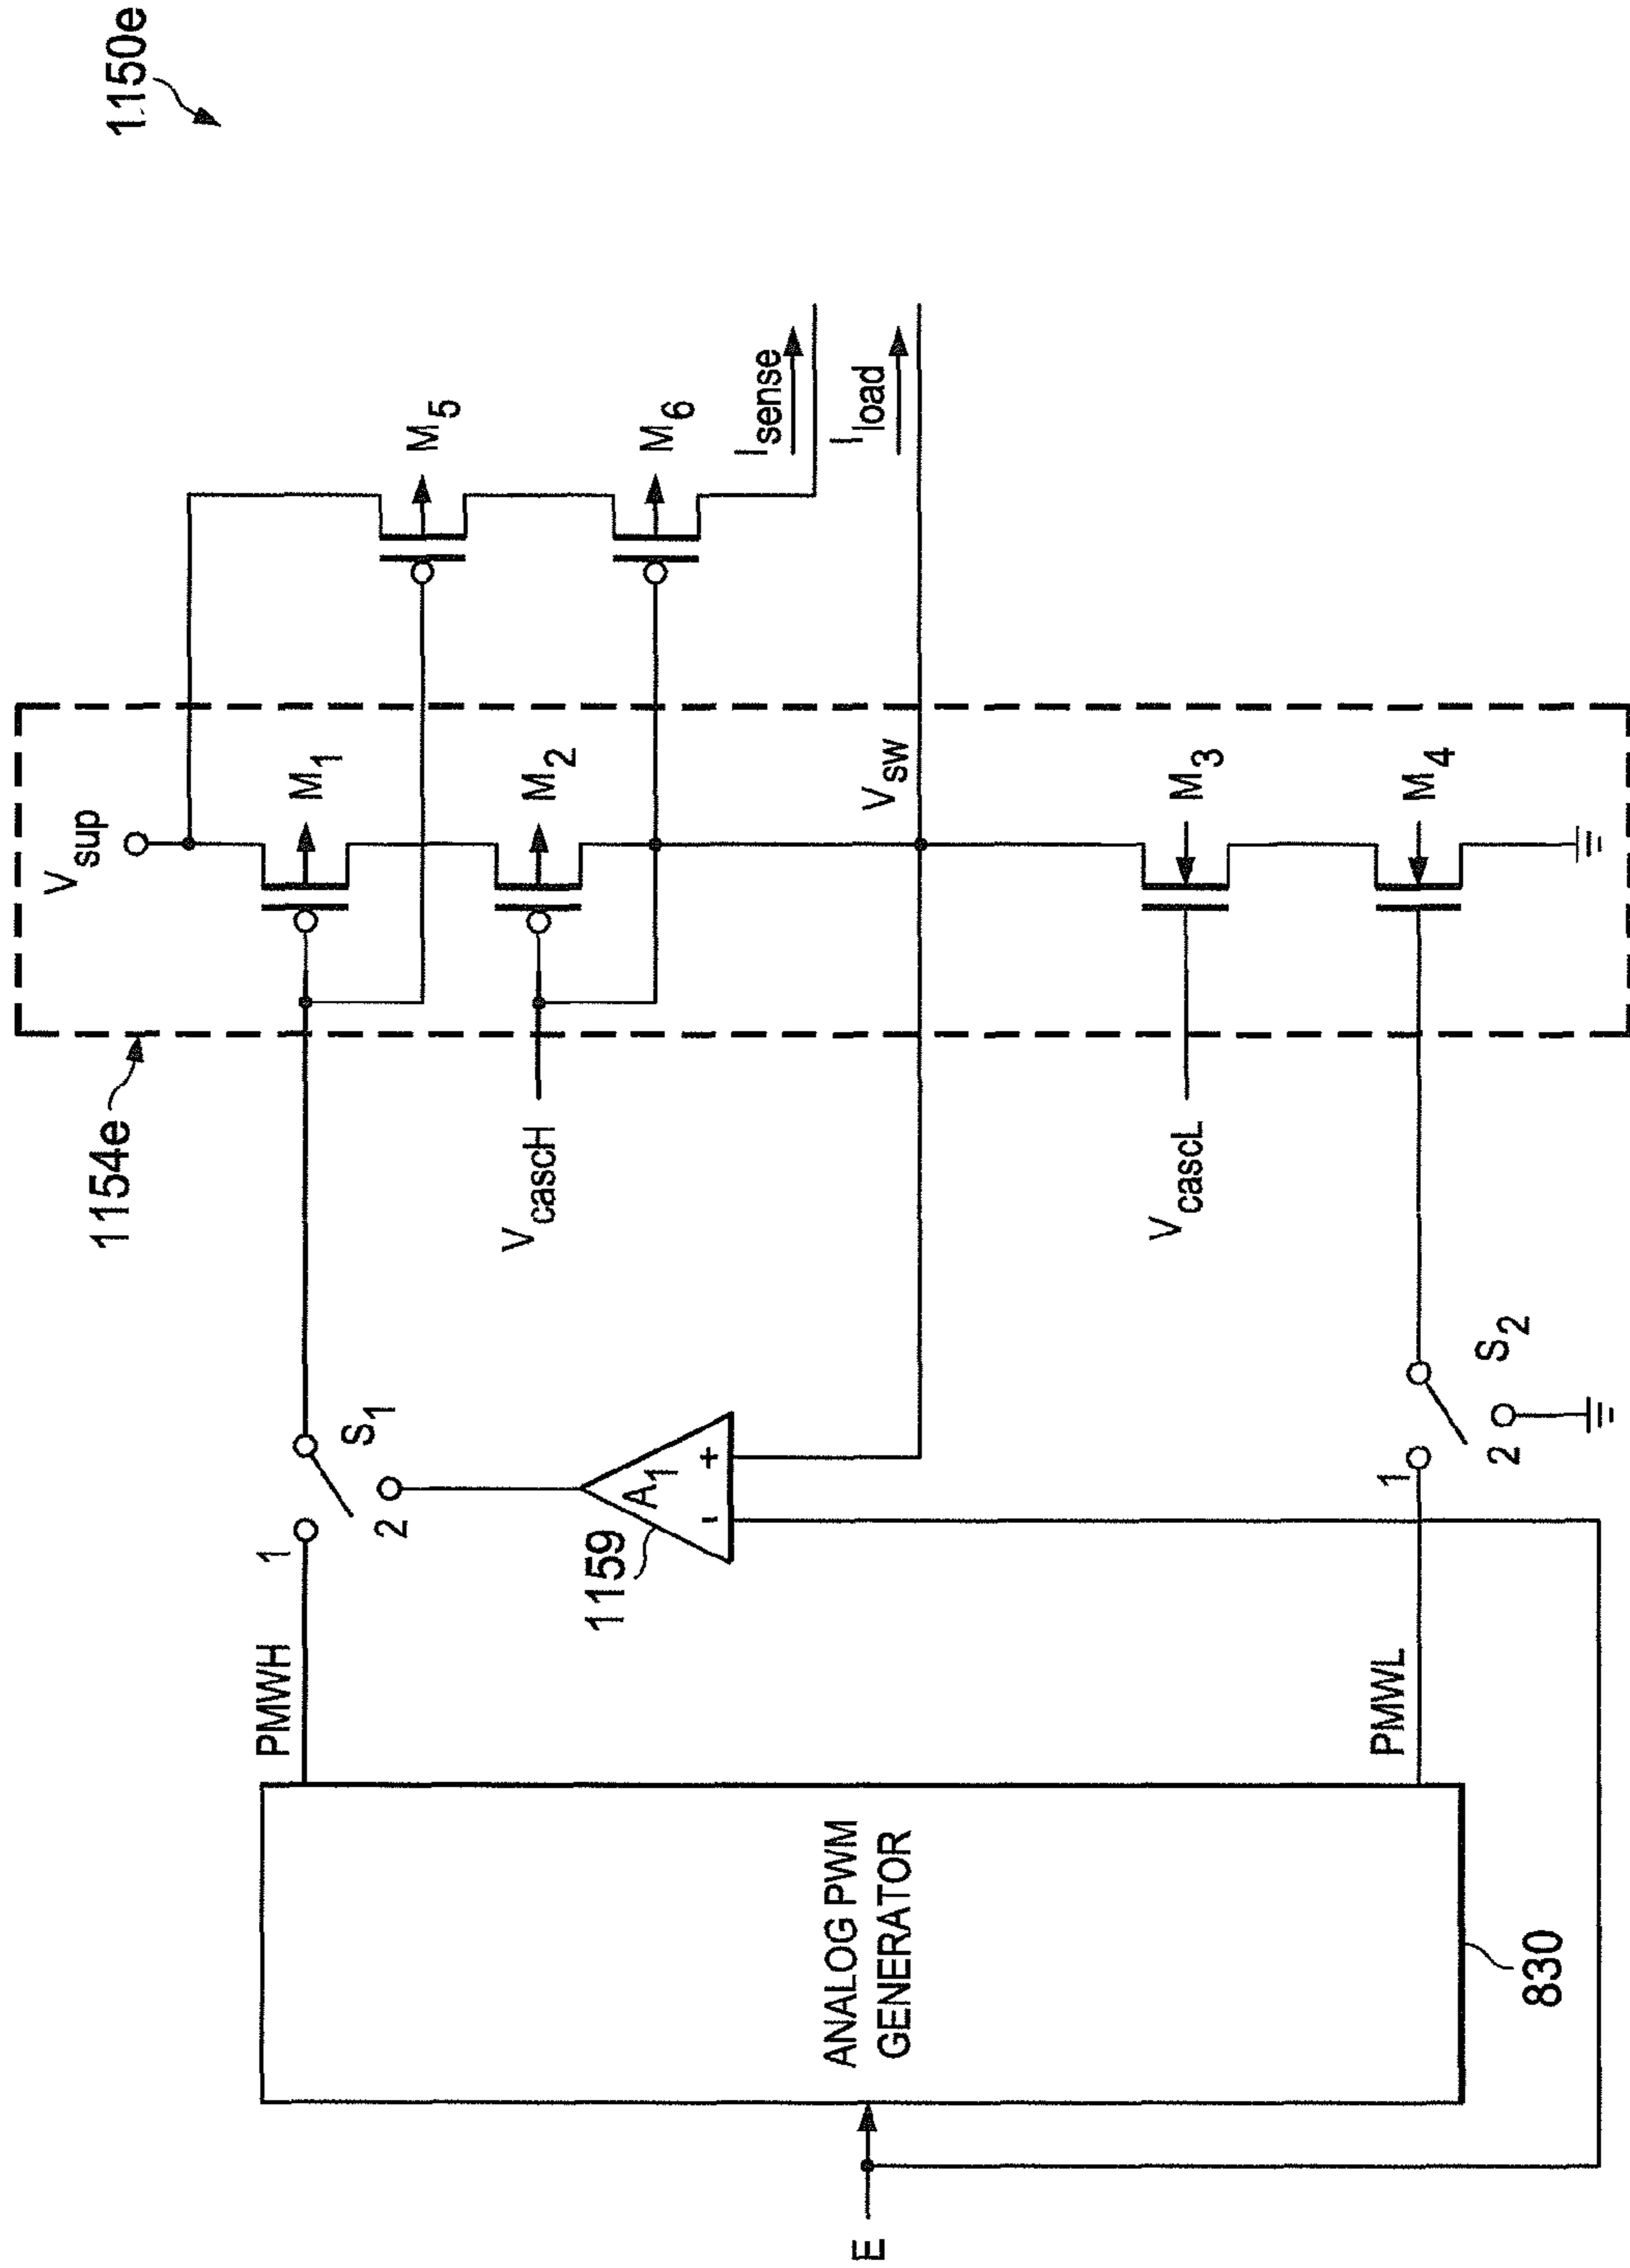 1150e
1154e
Vsup
M1
M5
M2
M6
VcascH
Isense
Iload
Vsw
VcascL
M3
M4
PMWH
1
2
S1
A1
- +
1159
ANALOG PWM
GENERATOR
E
PMWL
1
2
S2
830